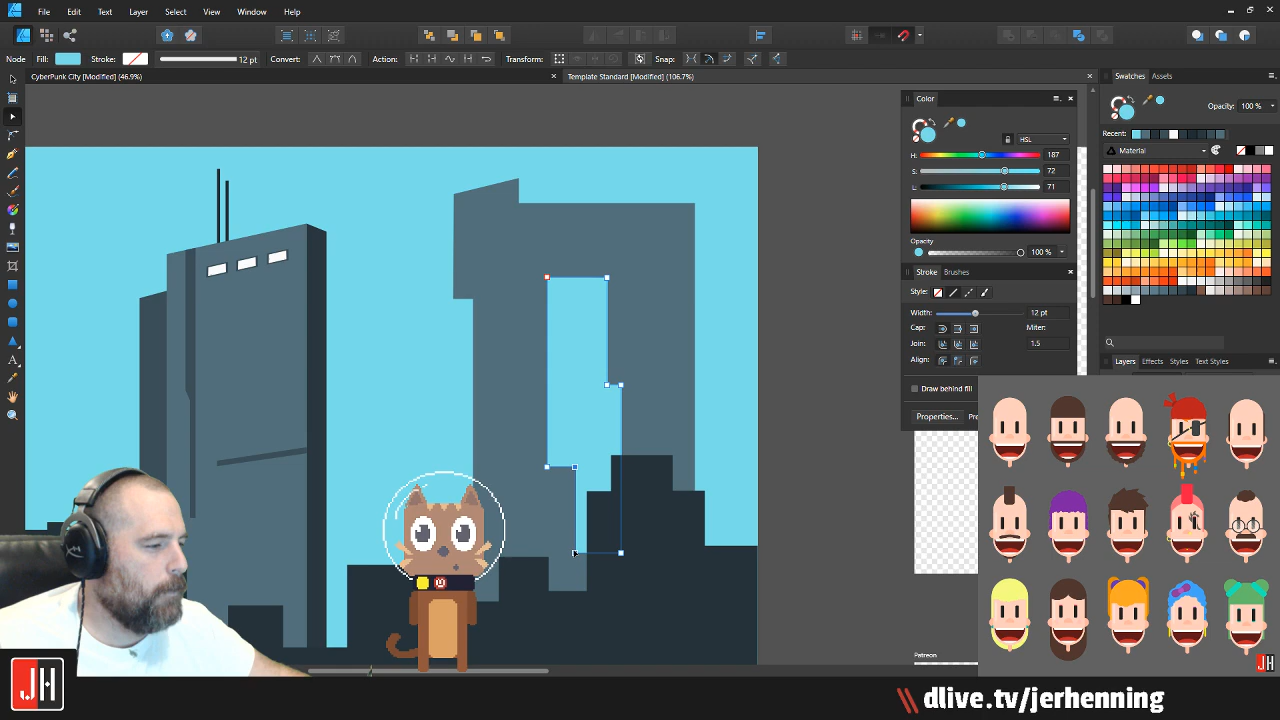 File Edit Text Layer Select View Window Help
Node Fill: Stroke: 12 pt Convert: Action: Transform: Snap:
CyberPunk City [Modified] (46.9%) × Template Standard [Modified] (106.7%) ×
Swatches Assets
Color
Opacity: 100 %
HSL
Recent:
H: 187
Material
S: 72
L: 71
Opacity
100 %
Stroke Brushes
Style:
Width: 12 pt
Cap: Miter:
Join: 1.5
Align:
Layers Effects Styles Text Styles
Draw behind fill
Properties...
Patreon
JH
JH
\\ dlive.tv/jerhenning